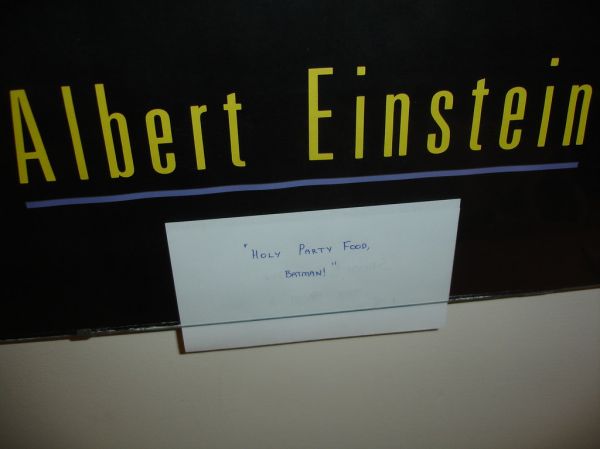 Albert Einstein
"HOLY PARTY FOOD,
BATMAN!"